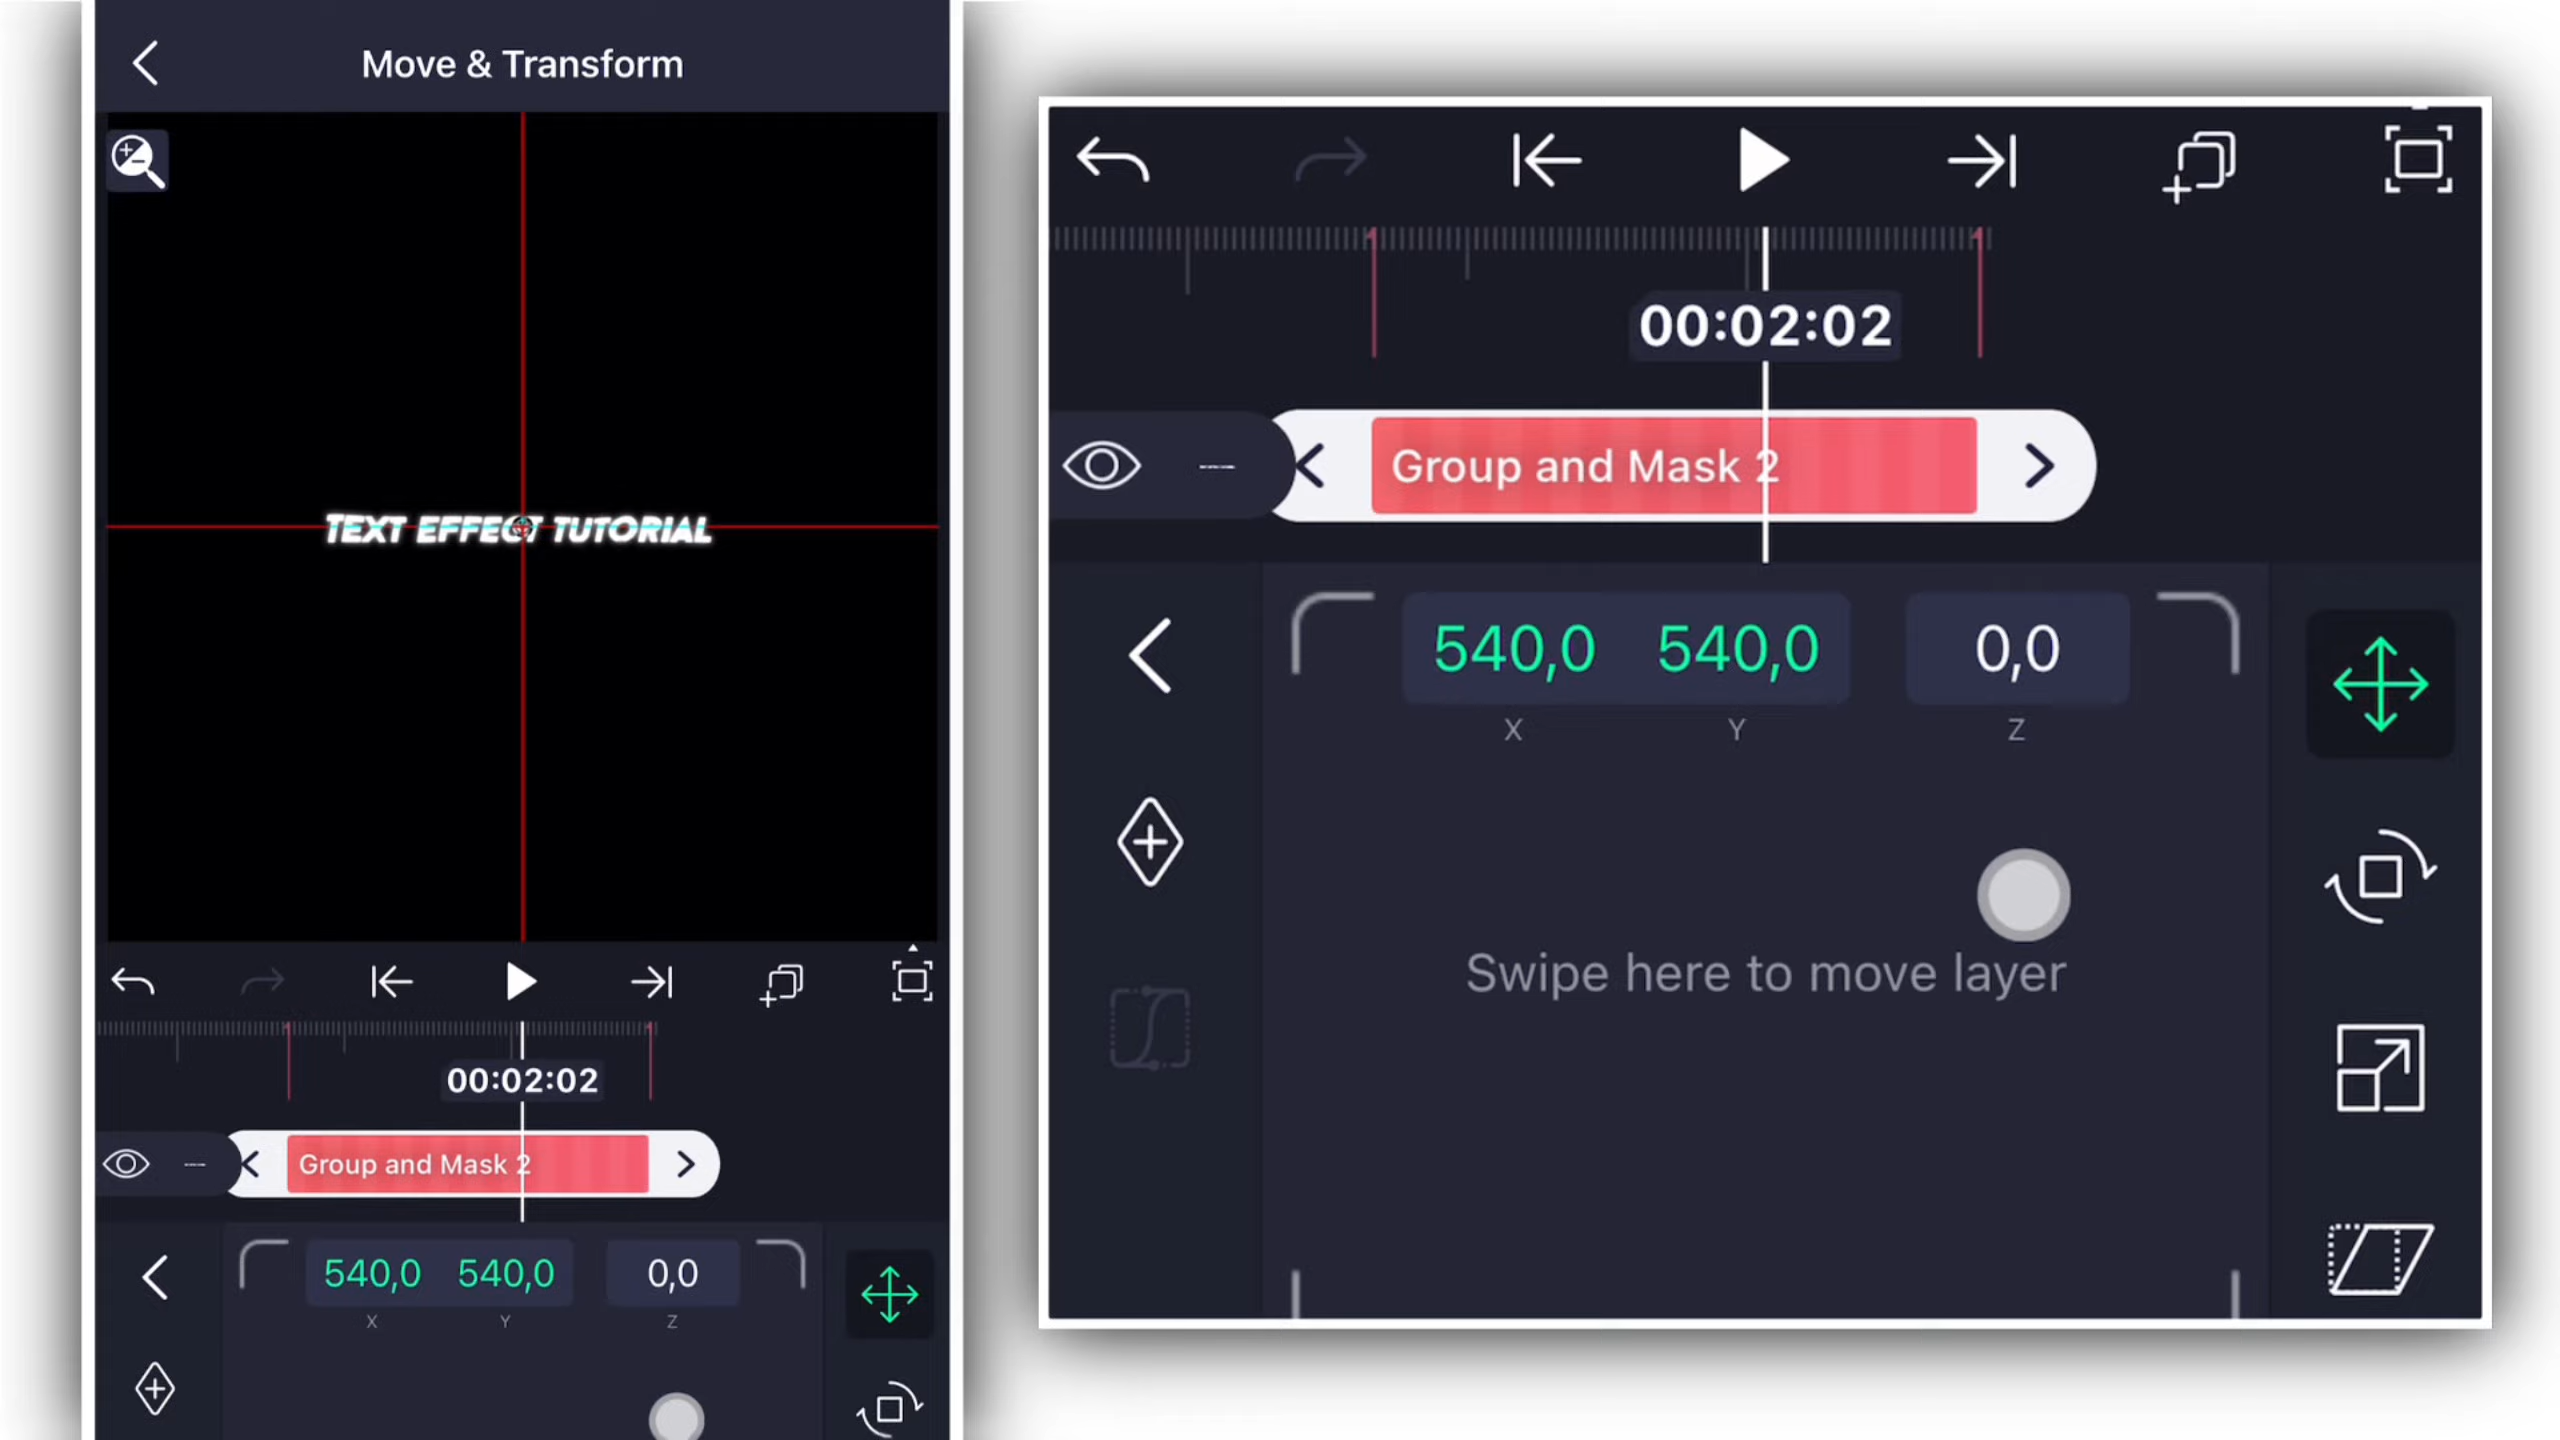 Move & Transform
TEXT EFFECT TUTORIAL
00:02:02
Group and Mask 2
540,0 540,0 0,0
X Y Z
00:02:02
Group and Mask 2
540,0 540,0 0,0
X Y Z
Swipe here to move layer